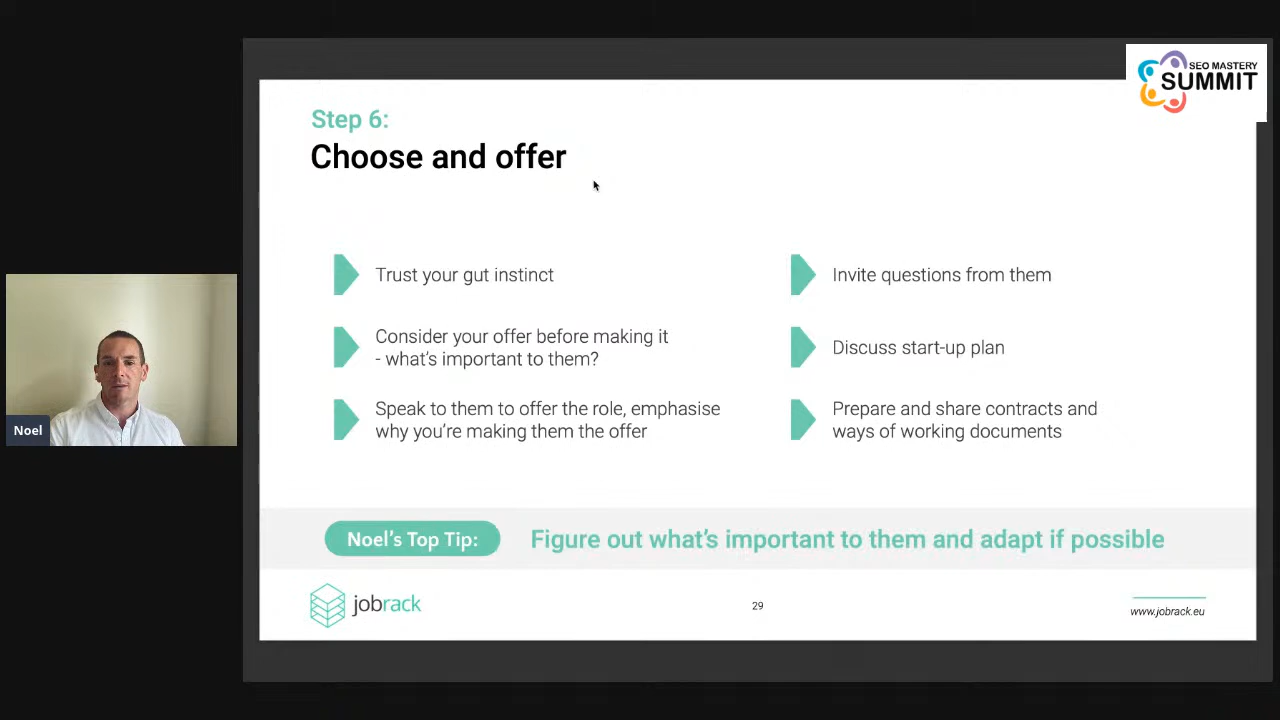 SEO MASTERY
SUMMIT
Step 6:
Choose and offer
Trust your gut instinct
Consider your offer before making it
- what's important to them?
Speak to them to offer the role, emphasise
why you're making them the offer
Invite questions from them
Discuss start-up plan
Prepare and share contracts and
ways of working documents
Noel
Noel's Top Tip:
Figure out what's important to them and adapt if possible
jobrack
29
www.jobrack.eu